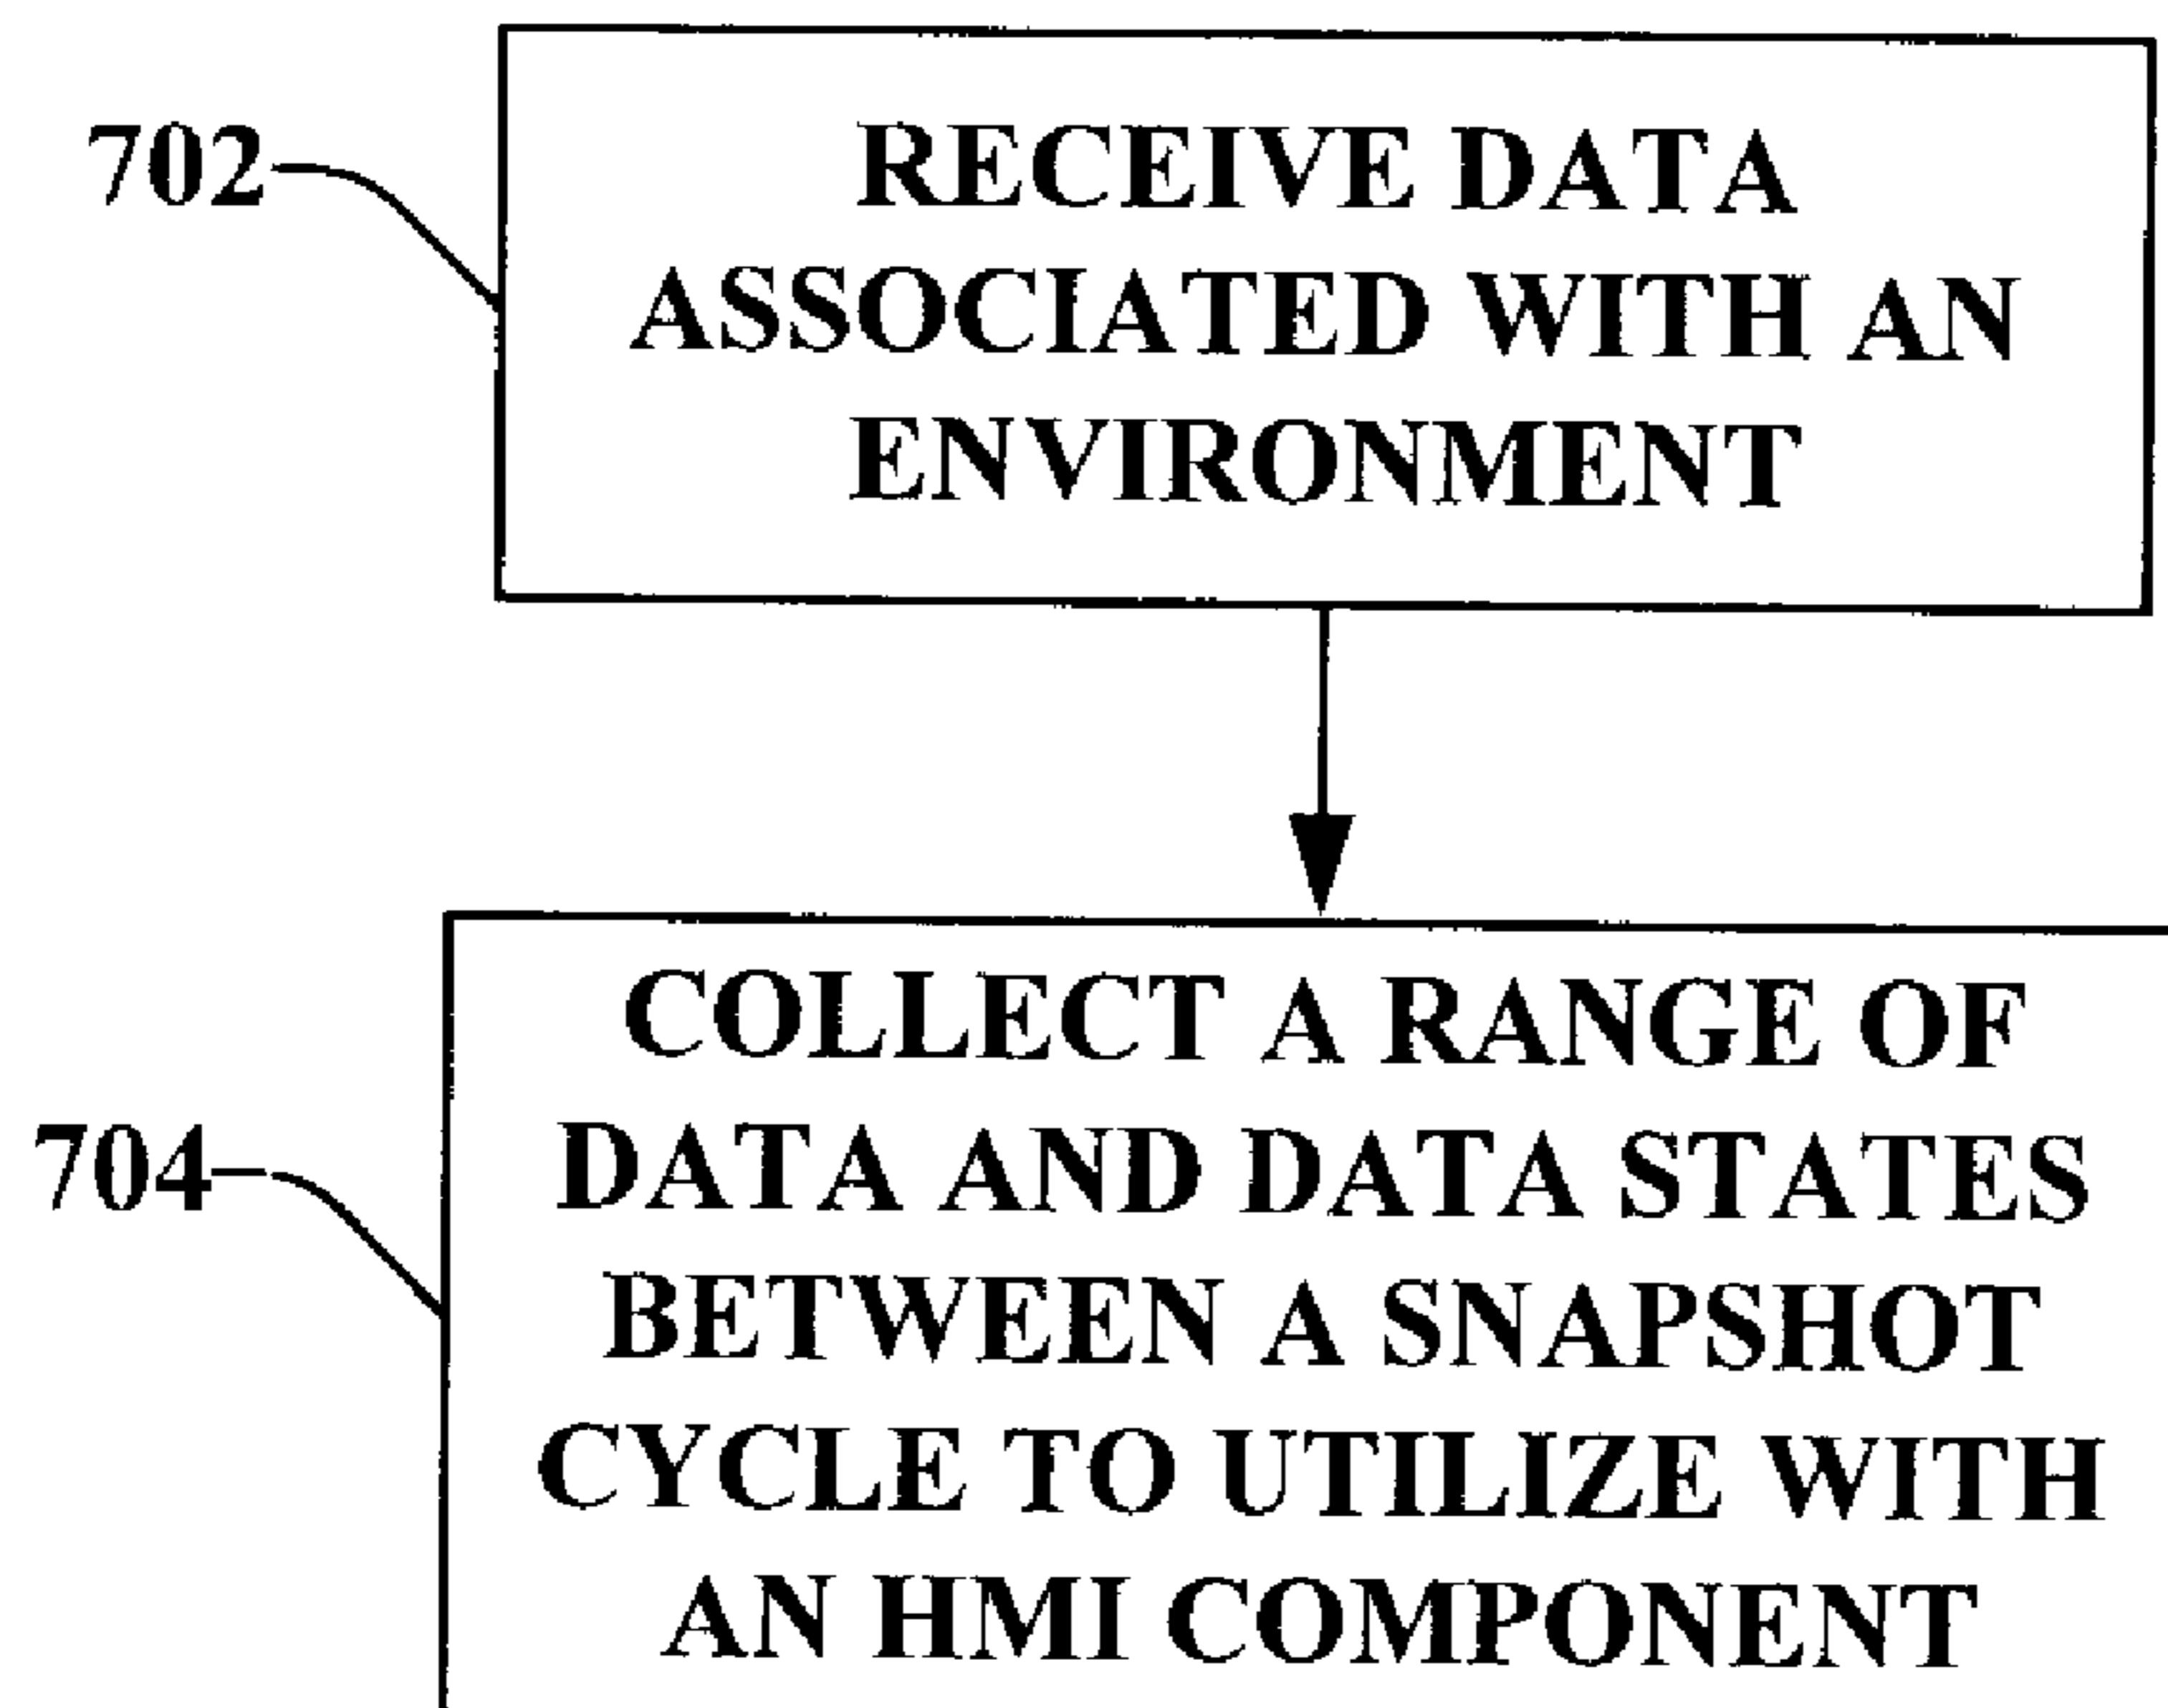 702
RECEIVE DATA
ASSOCIATED WITH AN
ENVIRONMENT
704
COLLECT A RANGE OF
DATA AND DATA STATES
BETWEEN A SNAPSHOT
CYCLE TO UTILIZE WITH
AN HMI COMPONENT